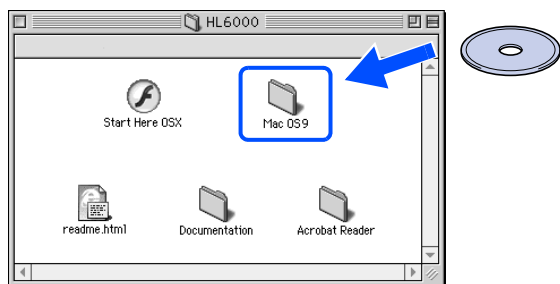 HL6000
Start Here OSX
Mac OS9
readme.html
Documentation
Acrobat Reader